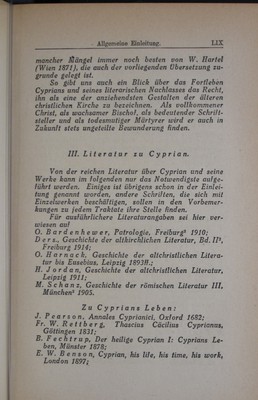 Allgemeine Einleitung. LIX
mancher Mängel immer noch besten von W. Hartel
(Wien 1871), die auch der vorliegenden Übersetzung zu-
grunde gelegt ist.
So gibt uns auch ein Blick über das Fortleben
Cyprians und seines literarischen Nachlasses das Recht,
ihn als eine der anziehendsten Gestalten der älteren
christlichen Kirche zu bezeichnen. Als vollkommener
Christ, als wachsamer Bischof, als bedeutender Schrift-
steller und als todesmutiger Märtyrer wird er auch in
Zukunft stets ungeteilte Bewunderung finden.
III. Literatur zu Cyprian.
Von der reichen Literatur über Cyprian und seine
Werke kann im folgenden nur das Notwendigste aufge-
führt werden. Einiges ist übrigens schon in der Einlei-
tung genannt worden, andere Schriften, die sich mit
Einzelwerken beschäftigen, sollen in den Vorbemer-
kungen zu jedem Traktate ihre Stelle finden.
Für ausführlichere Literaturangaben sei hier ver-
wiesen auf
O. Bardenhewer, Patrologie, Freiburg³ 1910;
Ders., Geschichte der altkirchlichen Literatur, Bd. II²,
Freiburg 1914;
O. Harnack, Geschichte der altchristlichen Litera-
tur bis Eusebius, Leipzig 1893ff.;
H. Jordan, Geschichte der altchristlichen Literatur,
Leipzig 1911;
M. Schanz, Geschichte der römischen Literatur III,
München² 1905.
Zu Cyprians Leben:
J. Pearson, Annales Cyprianici, Oxford 1682;
Fr. W. Rettberg, Thascius Cäcilius Cyprianus,
Göttingen 1831;
B. Fechtrup, Der heilige Cyprian I: Cyprians Le-
ben, Münster 1878;
E. W. Benson, Cyprian, his life, his time, his work,
London 1897;